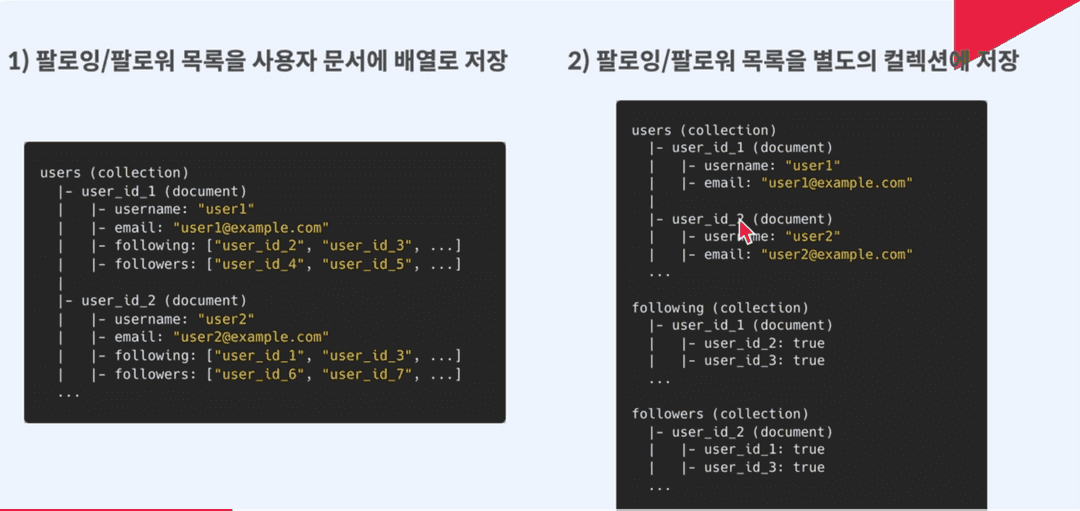 1) 팔로잉/팔로워 목록을 사용자 문서에 배열로 저장
users (collection)
|- user_id_1 (document)
| |- username: "user1"
| |- email: "user1@example.com"
| |- following: ["user_id_2", "user_id_3", ...]
| |- followers: ["user_id_4", "user_id_5", ...]
|
|- user_id_2 (document)
| |- username: "user2"
| |- email: "user2@example.com"
| |- following: ["user_id_1", "user_id_3", ...]
| |- followers: ["user_id_6", "user_id_7", ...]
...
2) 팔로잉/팔로워 목록을 별도의 컬렉션에 저장
users (collection)
|- user_id_1 (document)
| |- username: "user1"
| |- email: "user1@example.com"
|
|- user_id_2 (document)
| |- username: "user2"
| |- email: "user2@example.com"
...
following (collection)
|- user_id_1 (document)
| |- user_id_2: true
| |- user_id_3: true
...
followers (collection)
|- user_id_2 (document)
| |- user_id_1: true
| |- user_id_3: true
...